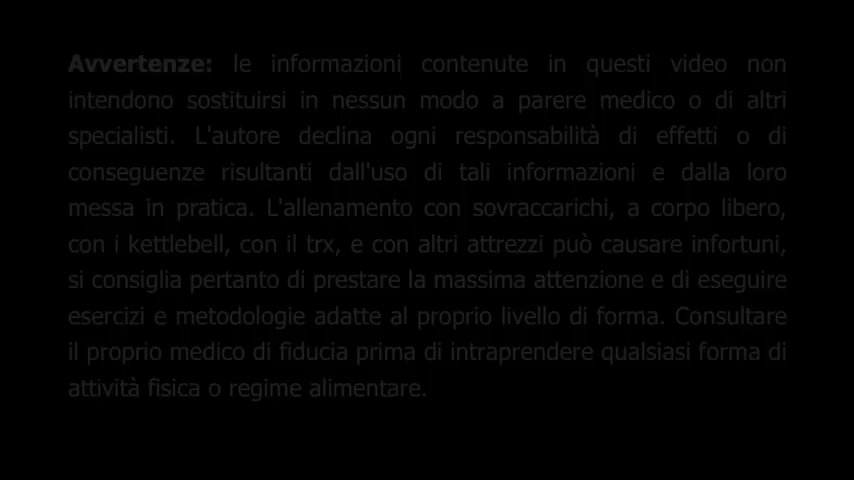 Avvertenze: le informazioni contenute in questi video non
intendono sostituirsi in nessun modo a parere medico o di altri
specialisti. L'autore declina ogni responsabilità di effetti o di
conseguenze risultanti dall'uso di tali informazioni e dalla loro
messa in pratica. L'allenamento con sovraccarichi, a corpo libero,
con i kettlebell, con il trx, e con altri attrezzi può causare infortuni,
si consiglia pertanto di prestare la massima attenzione e di eseguire
esercizi e metodologie adatte al proprio livello di forma. Consultare
il proprio medico di fiducia prima di intraprendere qualsiasi forma di
attività fisica o regime alimentare.